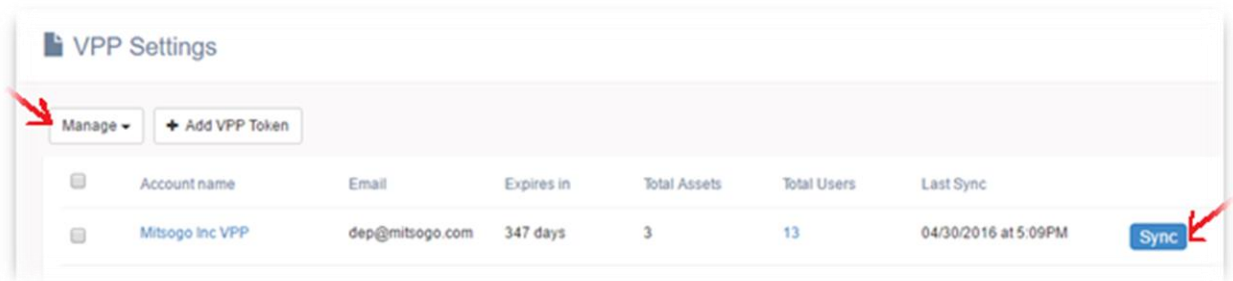 VPP Settings
Manage + Add VPP Token
Account name Email Expires in Total Assets Total Users Last Sync
Mitsogo Inc VPP dep@mitsogo.com 347 days 3 13 04/30/2016 at 5:09PM Sync